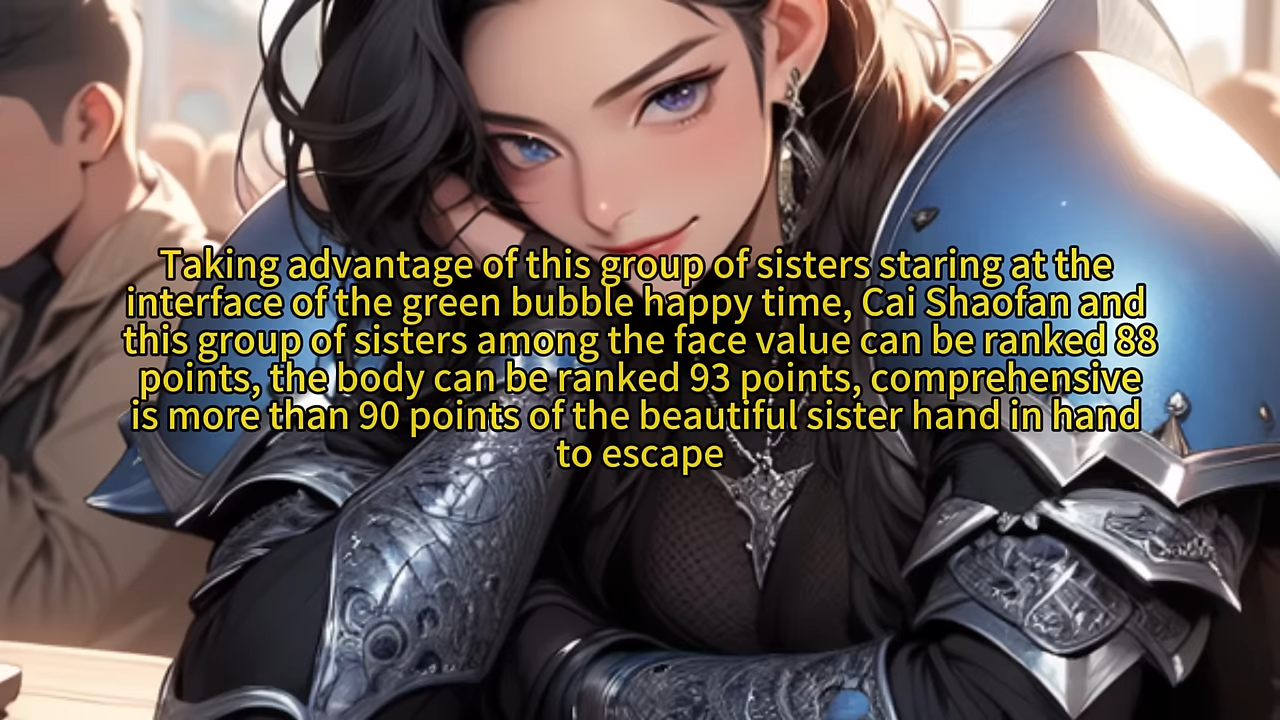 Taking advantage of this group of sisters staring at the
interface of the green bubble happy time, Cai Shaofan and
this group of sisters among the face value can be ranked 88
points, the body can be ranked 93 points, comprehensive
is more than 90 points of the beautiful sister hand in hand
to escape